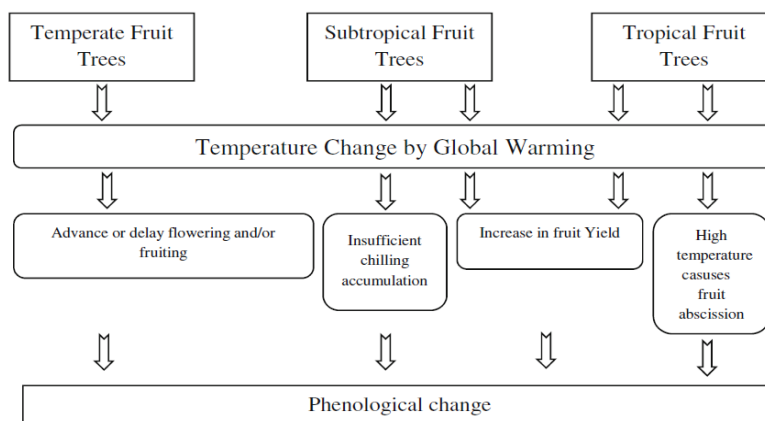 Temperate Fruit
Trees
Subtropical Fruit
Trees
Tropical Fruit
Trees
Temperature Change by Global Warming
Advance or delay flowering and/or
fruiting
Insufficient
chilling
accumulation
Increase in fruit Yield
High
temperature
casuses
fruit
abscission
Phenological change